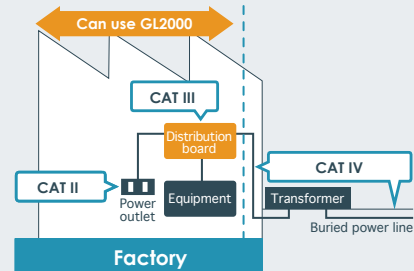 Can use GL2000
CAT III
Distribution
board
CAT IV
CAT II
Power
outlet
Equipment
Transformer
Buried power line
Factory